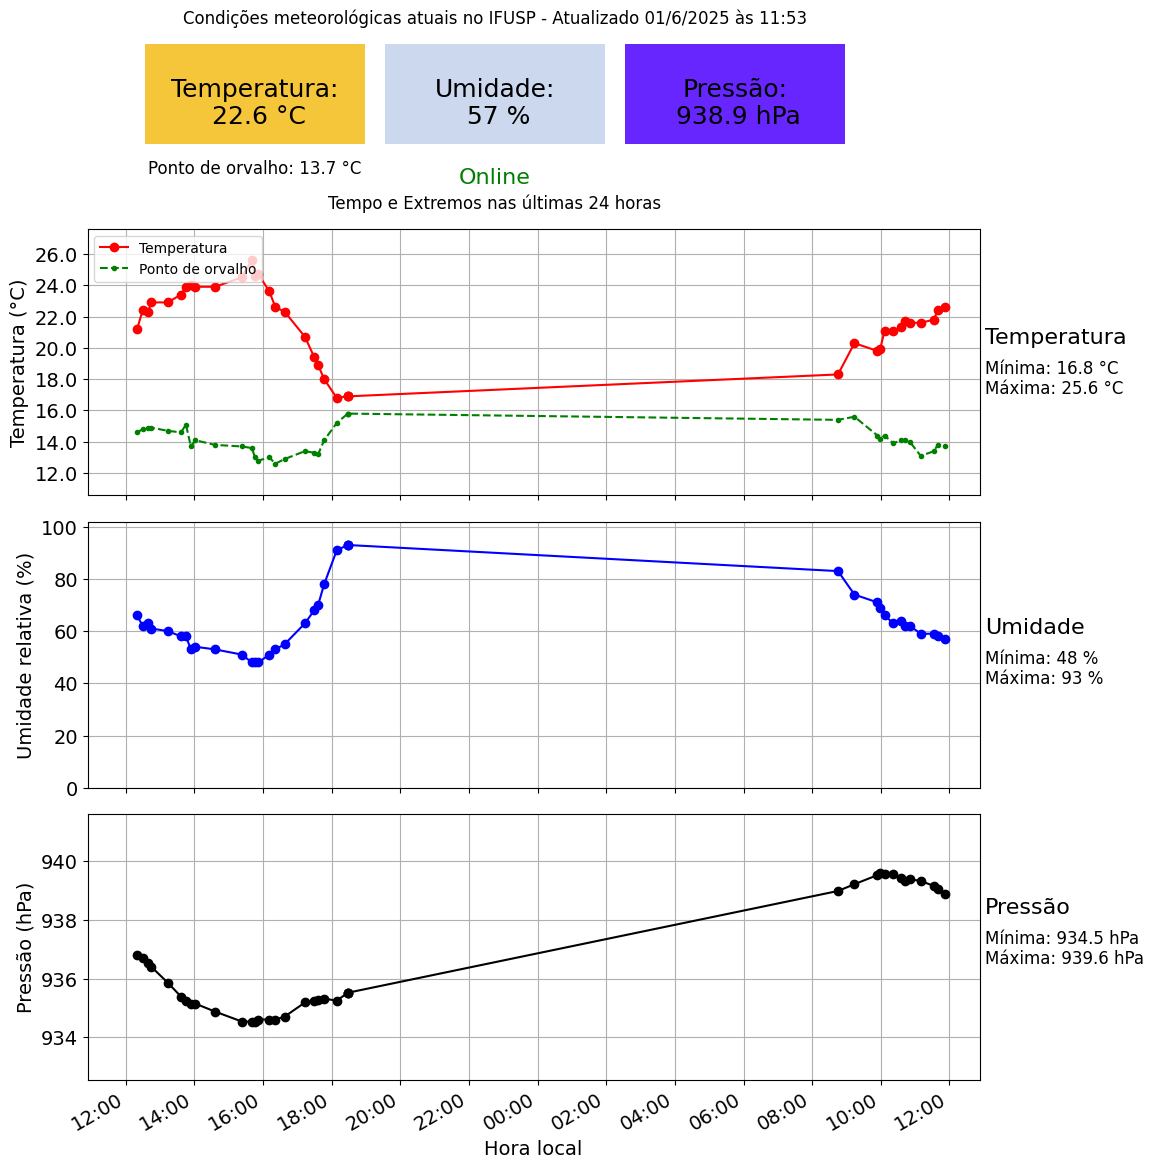 Condições meteorológicas atuais no IFUSP - Atualizado 01/6/2025 às 11:53
Temperatura:
22.6 °C
Umidade:
57 %
Pressão:
938.9 hPa
Ponto de orvalho: 13.7 °C
Online
Tempo e Extremos nas últimas 24 horas
Temperatura
Ponto de orvalho
Temperatura (°C)
26.0
24.0
22.0
20.0
18.0
16.0
14.0
12.0
Temperatura
Mínima: 16.8 °C
Máxima: 25.6 °C
Umidade relativa (%)
100
80
60
40
20
0
Umidade
Mínima: 48 %
Máxima: 93 %
Pressão (hPa)
940
938
936
934
Pressão
Mínima: 934.5 hPa
Máxima: 939.6 hPa
12:00
14:00
16:00
18:00
20:00
22:00
00:00
02:00
04:00
06:00
08:00
10:00
12:00
Hora local